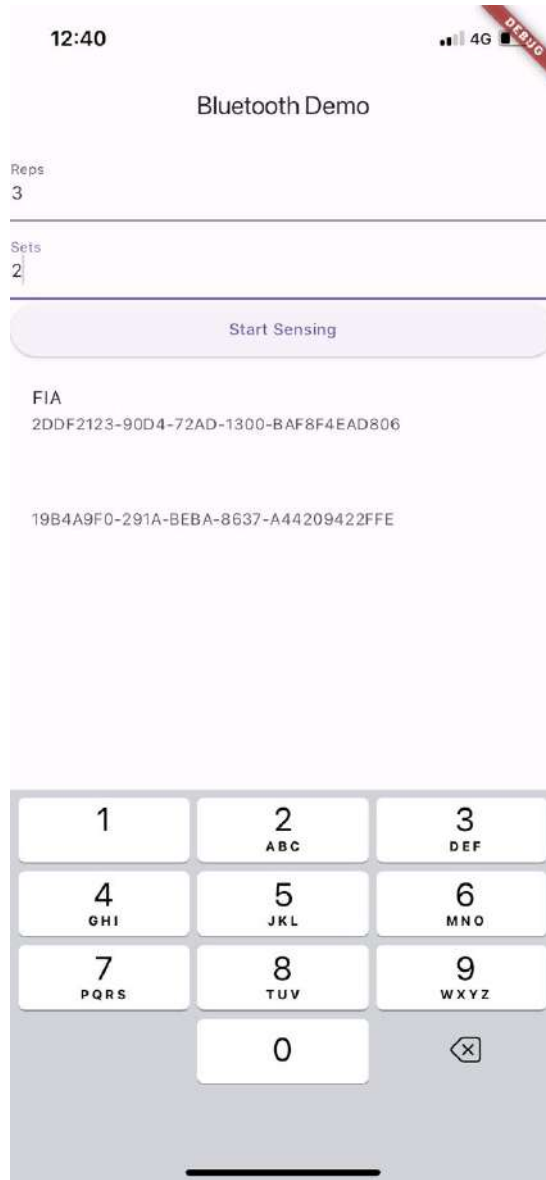 12:40
4G
DEBUG
Bluetooth Demo
Reps
3
Sets
2
Start Sensing
FIA
2DDF2123-90D4-72AD-1300-BAF8F4EAD806
19B4A9F0-291A-BEBA-8637-A44209422FFE
1 2 3
ABC DEF
4 5 6
GHI JKL MNO
7 8 9
PQRS TUV WXYZ
0